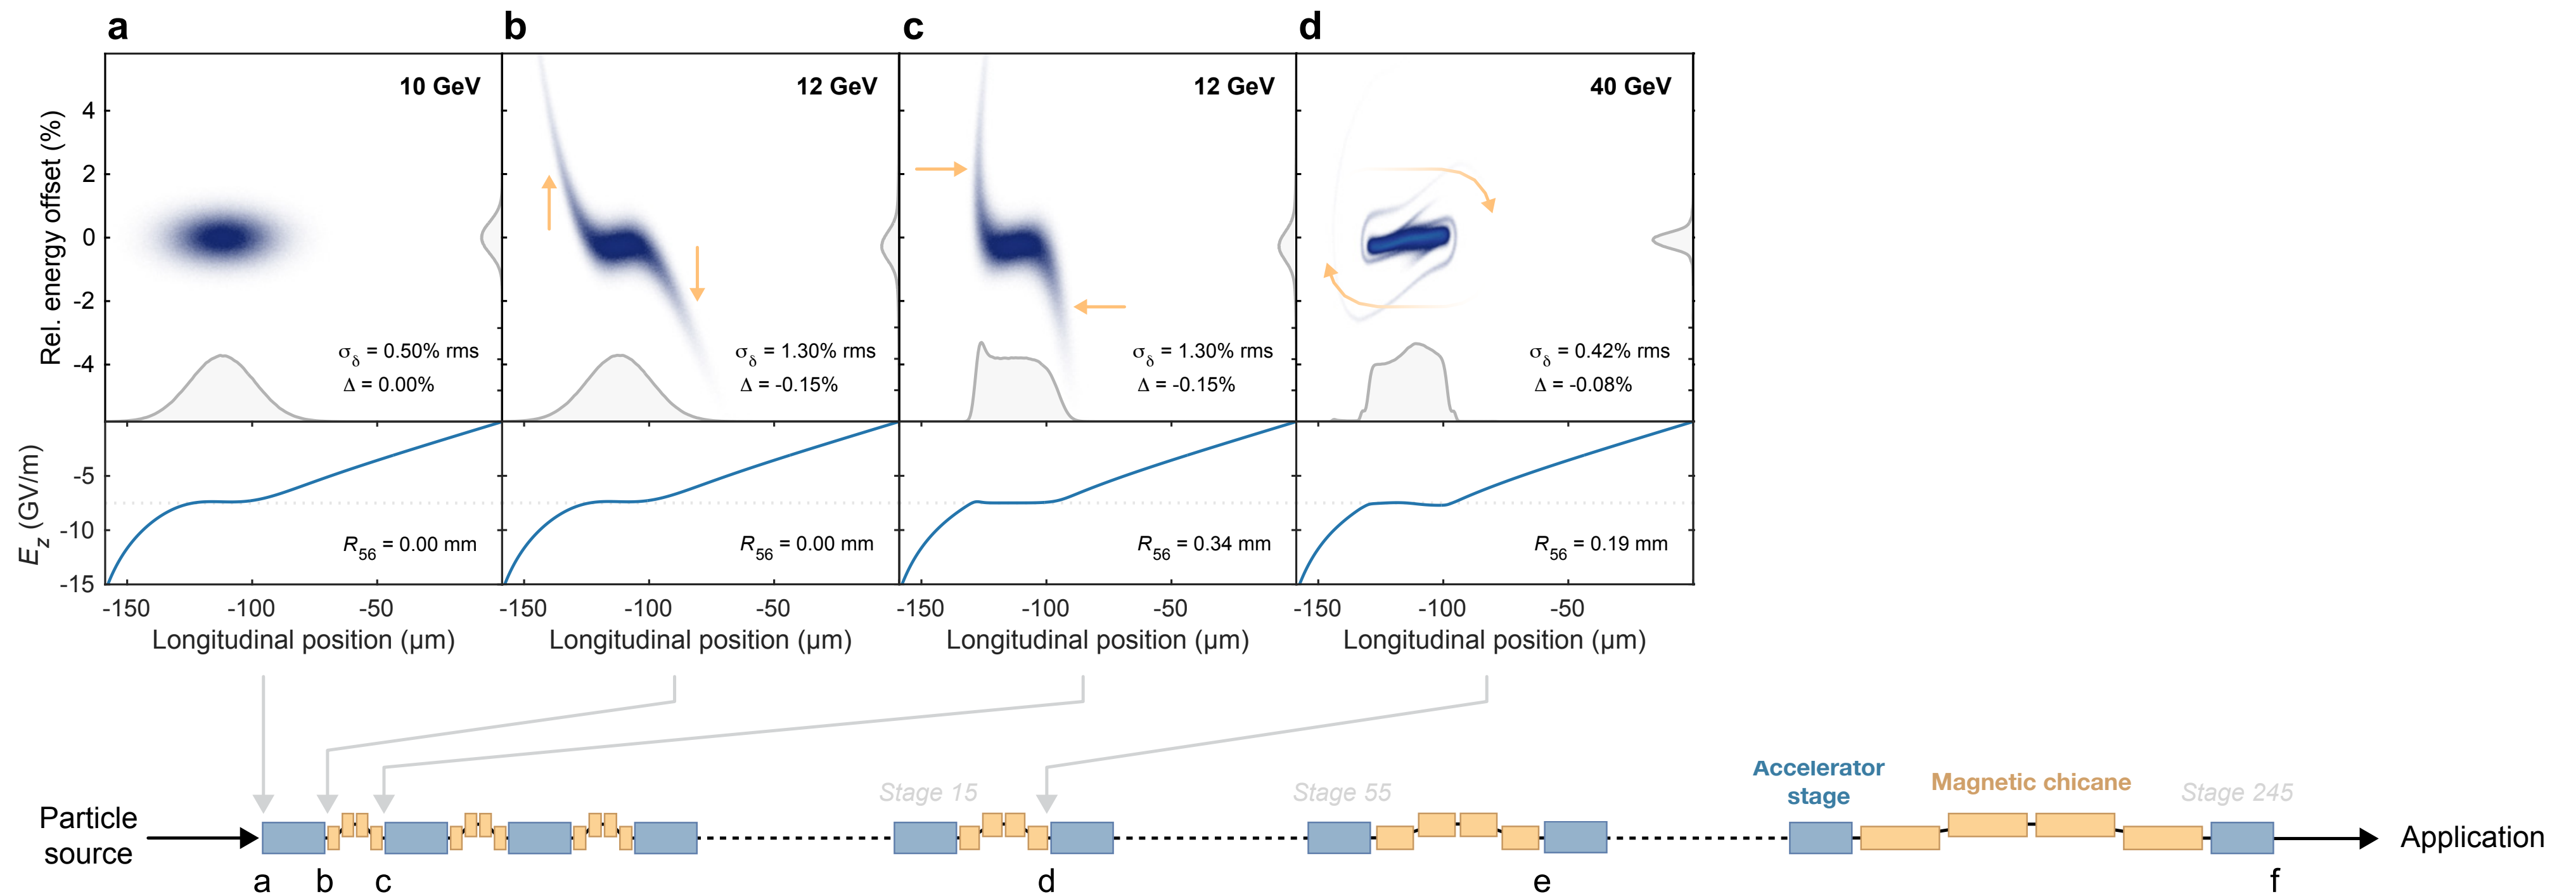 a
b
c
d
10 GeV
12 GeV
12 GeV
40 GeV
Rel. energy offset (%)
4
2
0
-2
-4
σδ = 0.50% rms
Δ = 0.00%
σδ = 1.30% rms
Δ = -0.15%
σδ = 1.30% rms
Δ = -0.15%
σδ = 0.42% rms
Δ = -0.08%
Ez (GV/m)
-5
-10
-15
R56 = 0.00 mm
R56 = 0.00 mm
R56 = 0.34 mm
R56 = 0.19 mm
-150 -100 -50
-150 -100 -50
-150 -100 -50
-150 -100 -50
Longitudinal position (μm)
Longitudinal position (μm)
Longitudinal position (μm)
Longitudinal position (μm)
Particle
source
Stage 15
Stage 55
Accelerator
stage
Magnetic chicane
Stage 245
Application
a
b
c
d
e
f